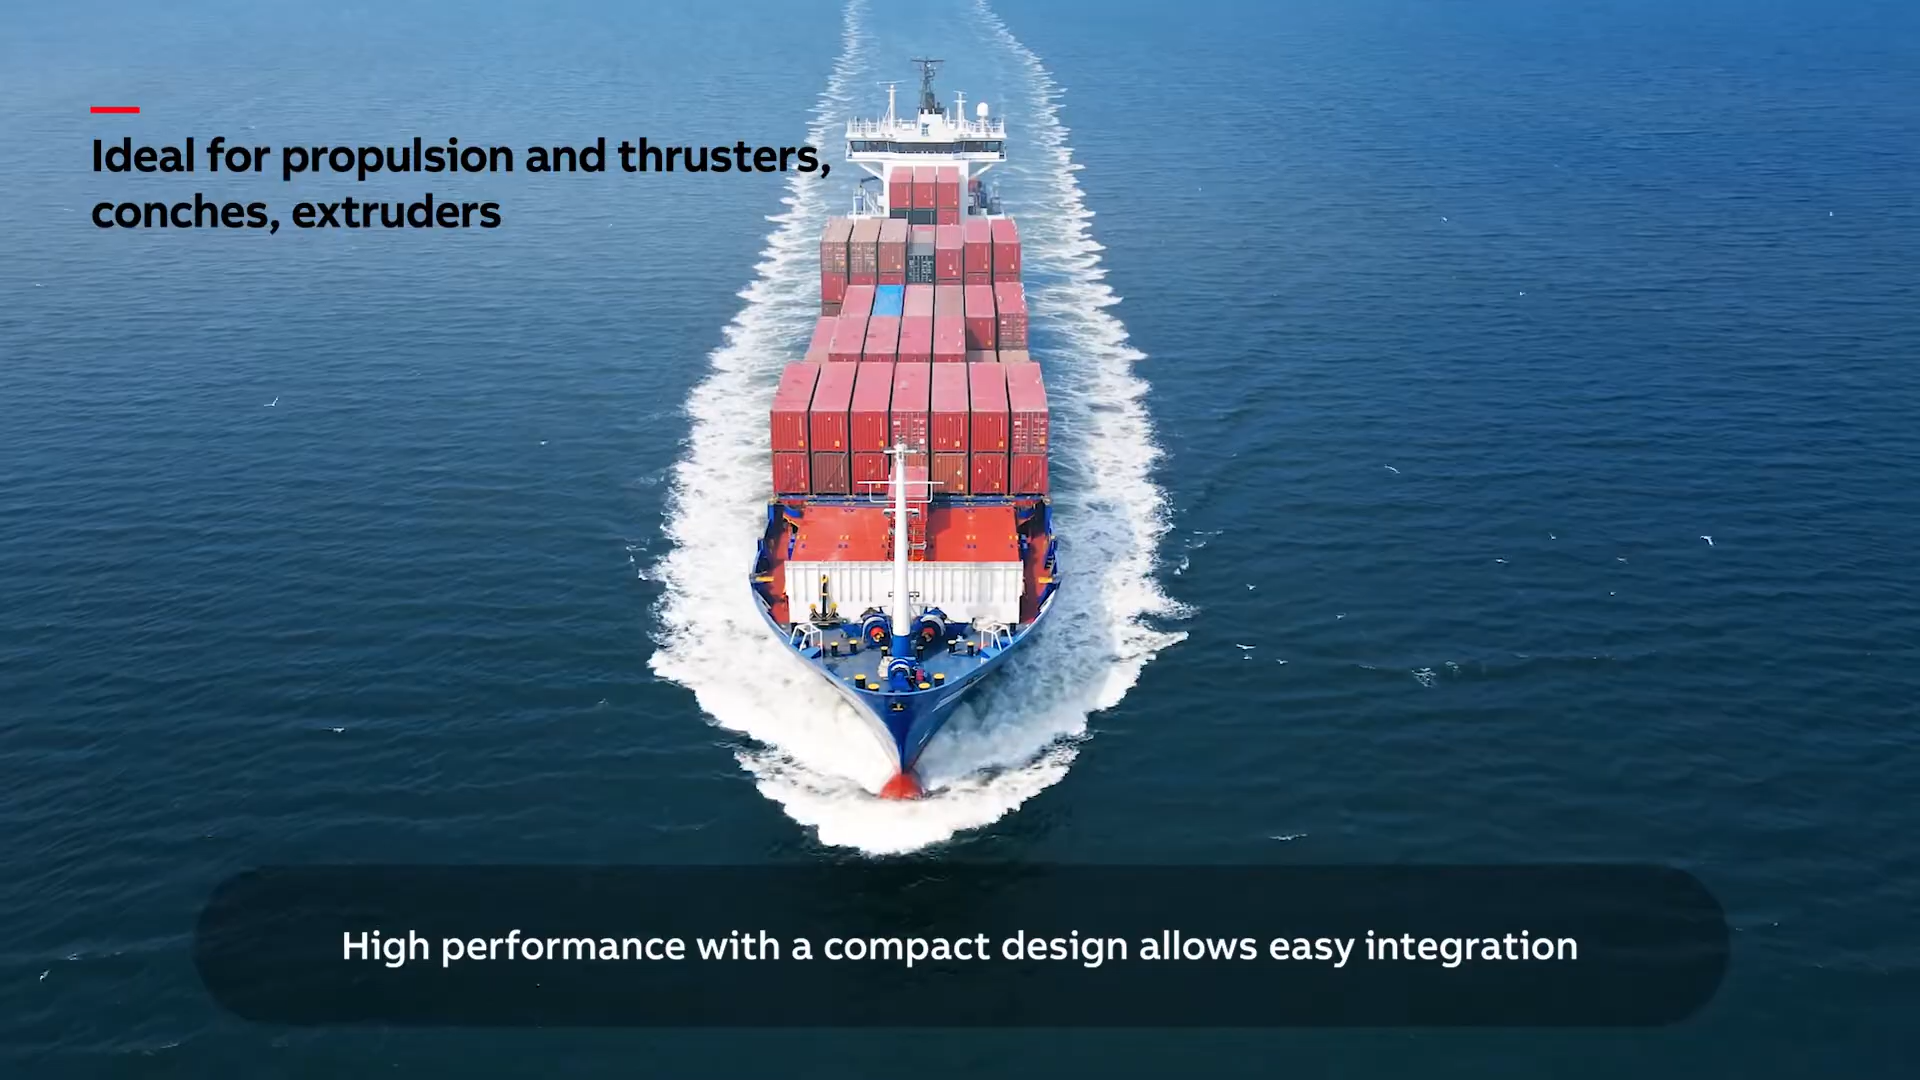 Ideal for propulsion and thrusters,
conches, extruders
High performance with a compact design allows easy integration